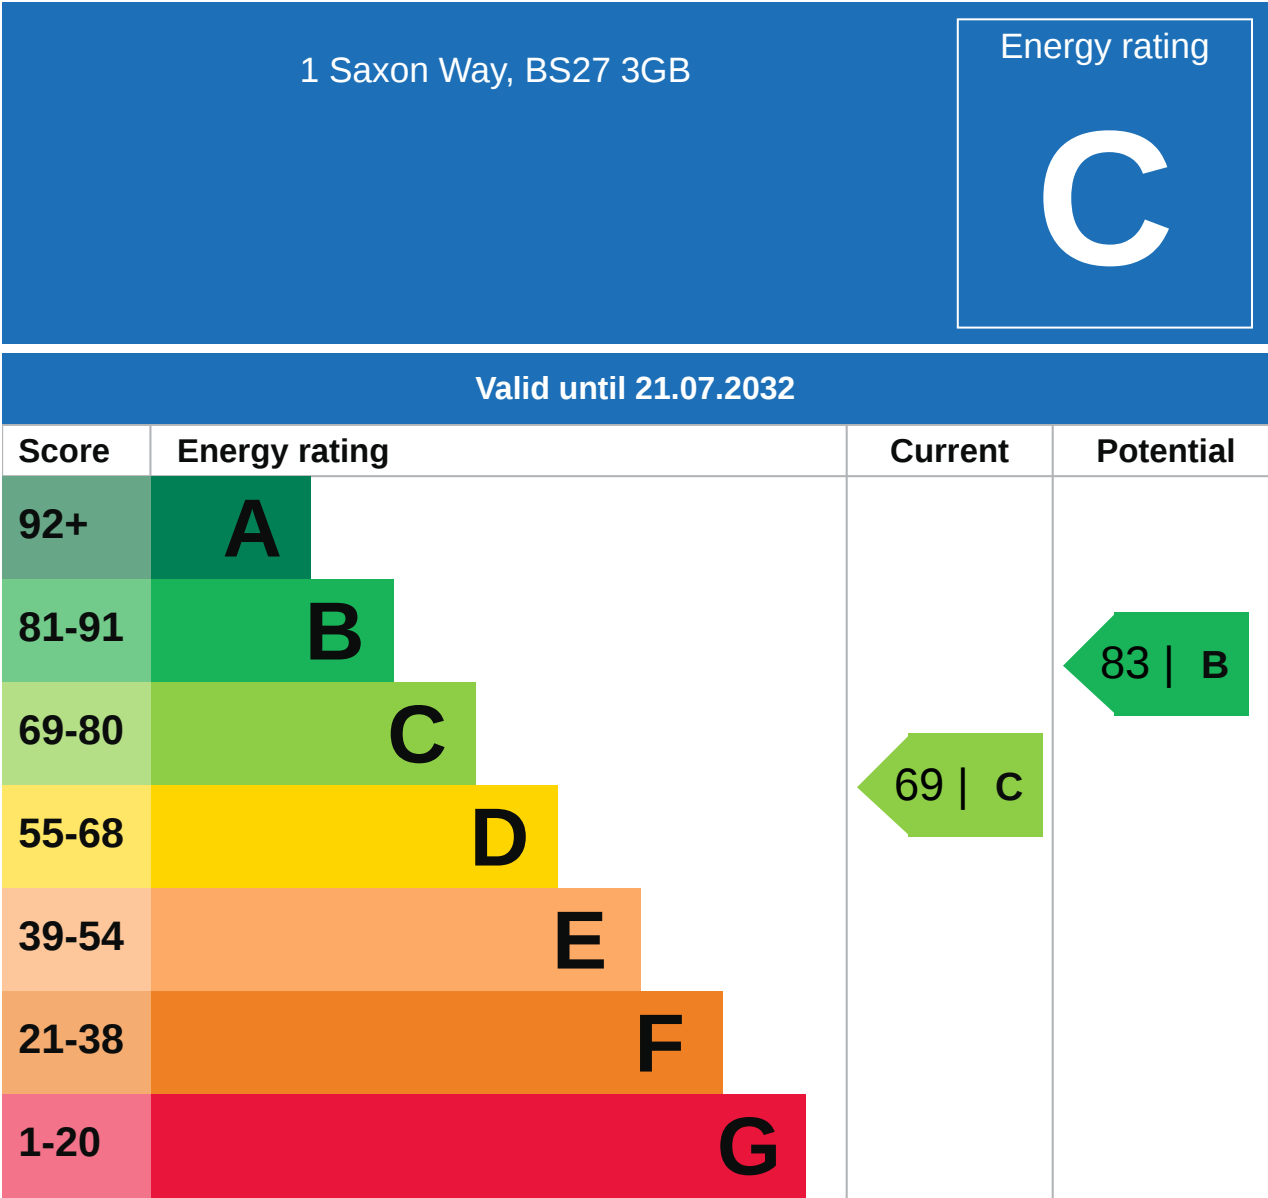 1 Saxon Way, BS27 3GB
Energy rating
C
Valid until 21.07.2032
Score Energy rating Current Potential
92+ A
81-91 B
83 | B
69-80 C
69 | C
55-68 D
39-54 E
21-38 F
1-20 G